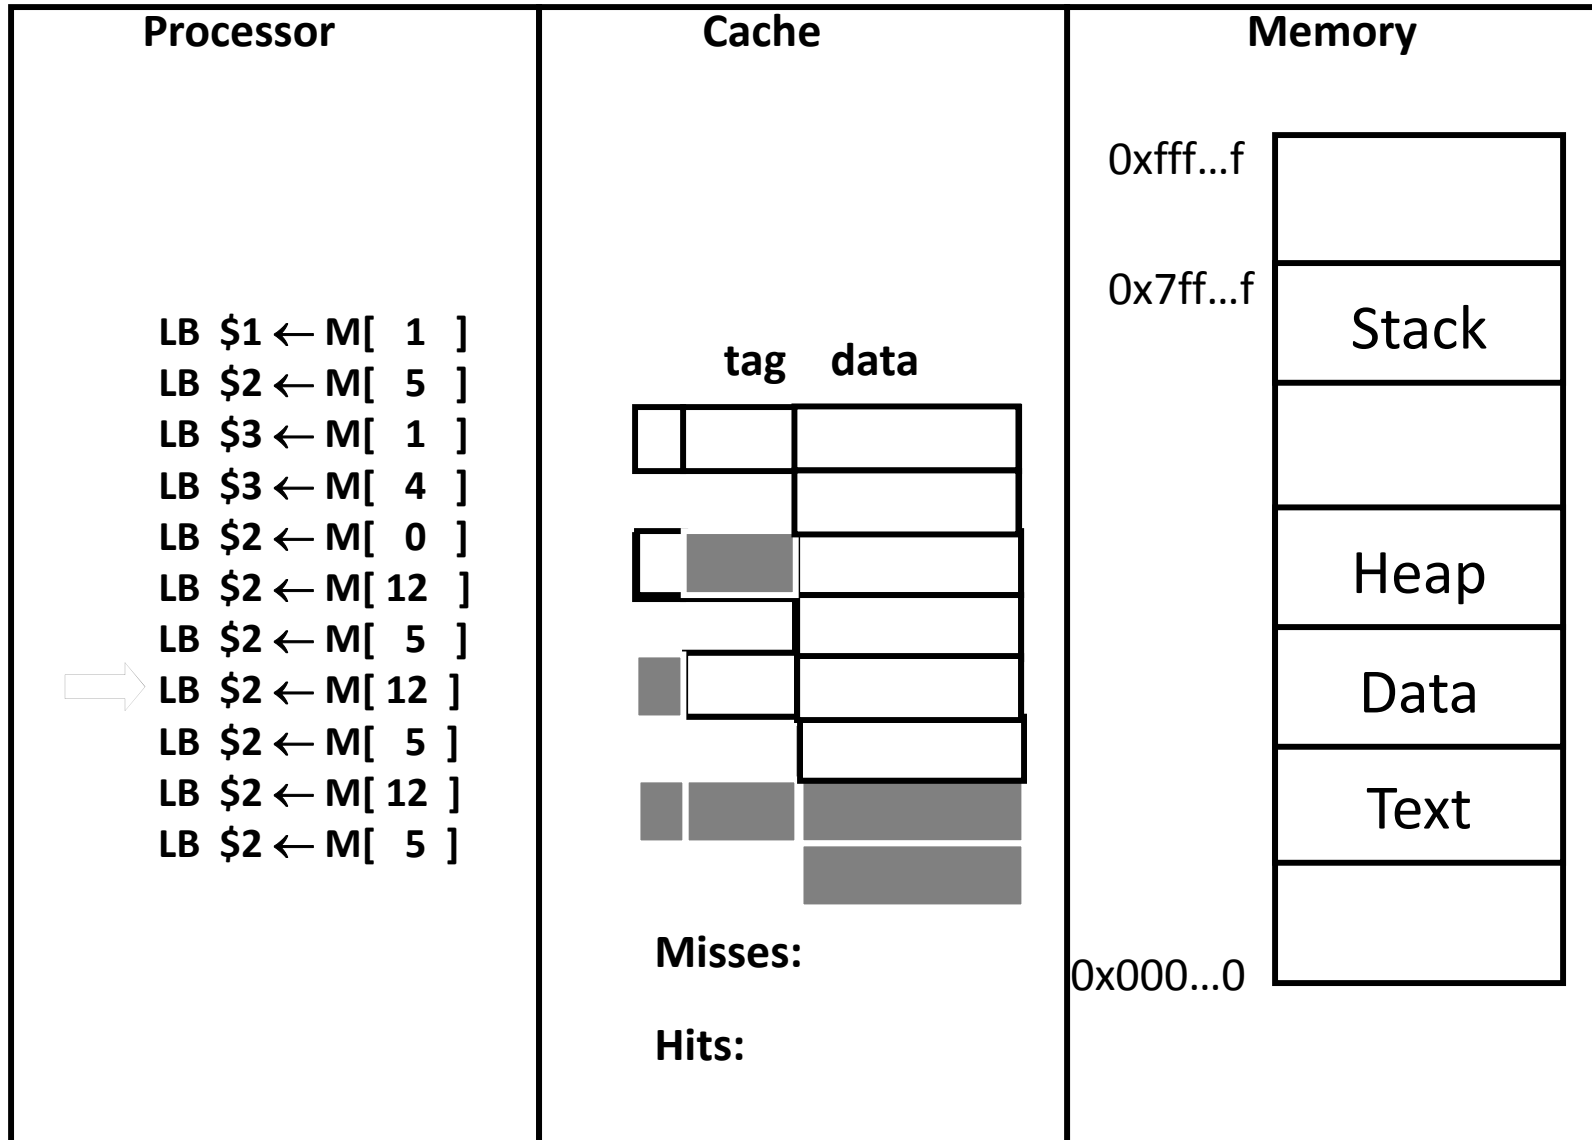 Processor
LB $1 ← M[ 1 ]
LB $2 ← M[ 5 ]
LB $3 ← M[ 1 ]
LB $3 ← M[ 4 ]
LB $2 ← M[ 0 ]
LB $2 ← M[ 12 ]
LB $2 ← M[ 5 ]
LB $2 ← M[ 12 ]
LB $2 ← M[ 5 ]
LB $2 ← M[ 12 ]
LB $2 ← M[ 5 ]
Cache
tag data
Misses:
Hits:
Memory
0xfff...f
0x7ff...f
Stack
Heap
Data
Text
0x000...0